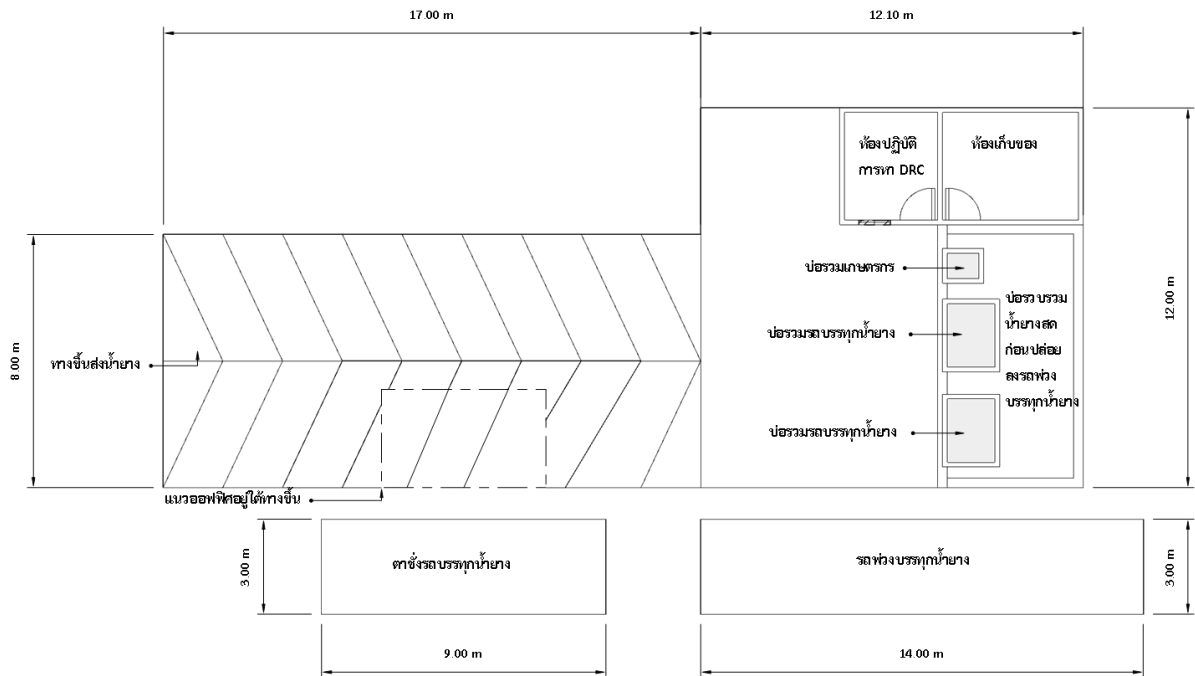 17.00 m
12.10 m
ห้องปฏิบัติ
การหา DRC
ห้องเก็บของ
8.00 m
12.00 m
บ่อรวมเกษตรกร
บ่อรวบรวม
น้ำยางสด
ก่อนปล่อย
ลงรถพ่วง
บรรทุกน้ำยาง
บ่อรวมรถบรรทุกน้ำยาง
ทางขึ้นส่งน้ำยาง
บ่อรวมรถบรรทุกน้ำยาง
แนวออฟฟิศอยู่ใต้ทางขึ้น
3.00 m
ตาชั่งรถบรรทุกน้ำยาง
รถพ่วงบรรทุกน้ำยาง
3.00 m
9.00 m
14.00 m